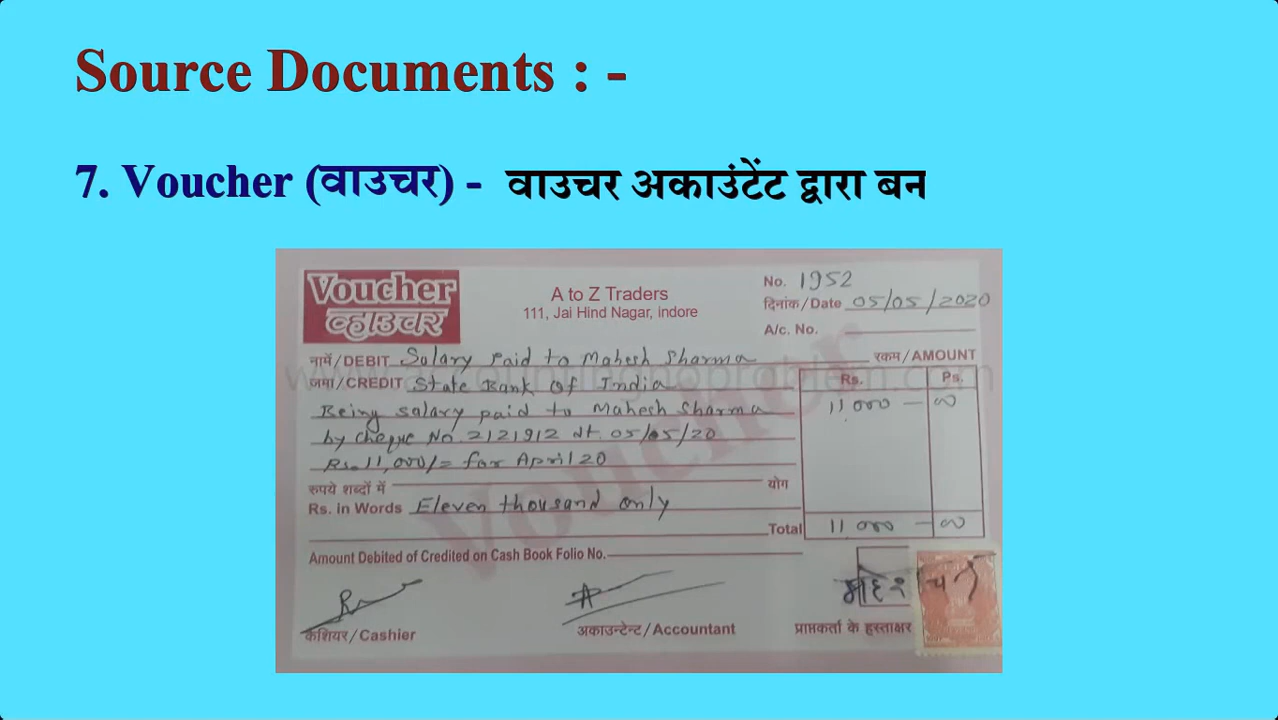 Source Documents : -
7. Voucher (वाउचर) - वाउचर अकाउंटेंट द्वारा बन
Voucher
व्हाउचर
A to Z Traders
111, Jai Hind Nagar, indore
No. 1952
दिनांक/Date 05/05/2020
A/c. No.
नामें/DEBIT Salary paid to Mahesh Sharma
रकम/AMOUNT
जमा/CREDIT State Bank Of India
Rs. Ps.
Being salary paid to Mahesh Sharma
11,000 - 00
by cheque No. 2121912 dt. 05/05/20
Rs. 11,000/= for April 20
रुपये शब्दों में
योग
Rs. in Words Eleven thousand only
Total 11,000 - 00
Amount Debited of Credited on Cash Book Folio No.
केशियर/Cashier
अकाउन्टेन्ट/Accountant
प्राप्तकर्ता के हस्ताक्षर
Voucher